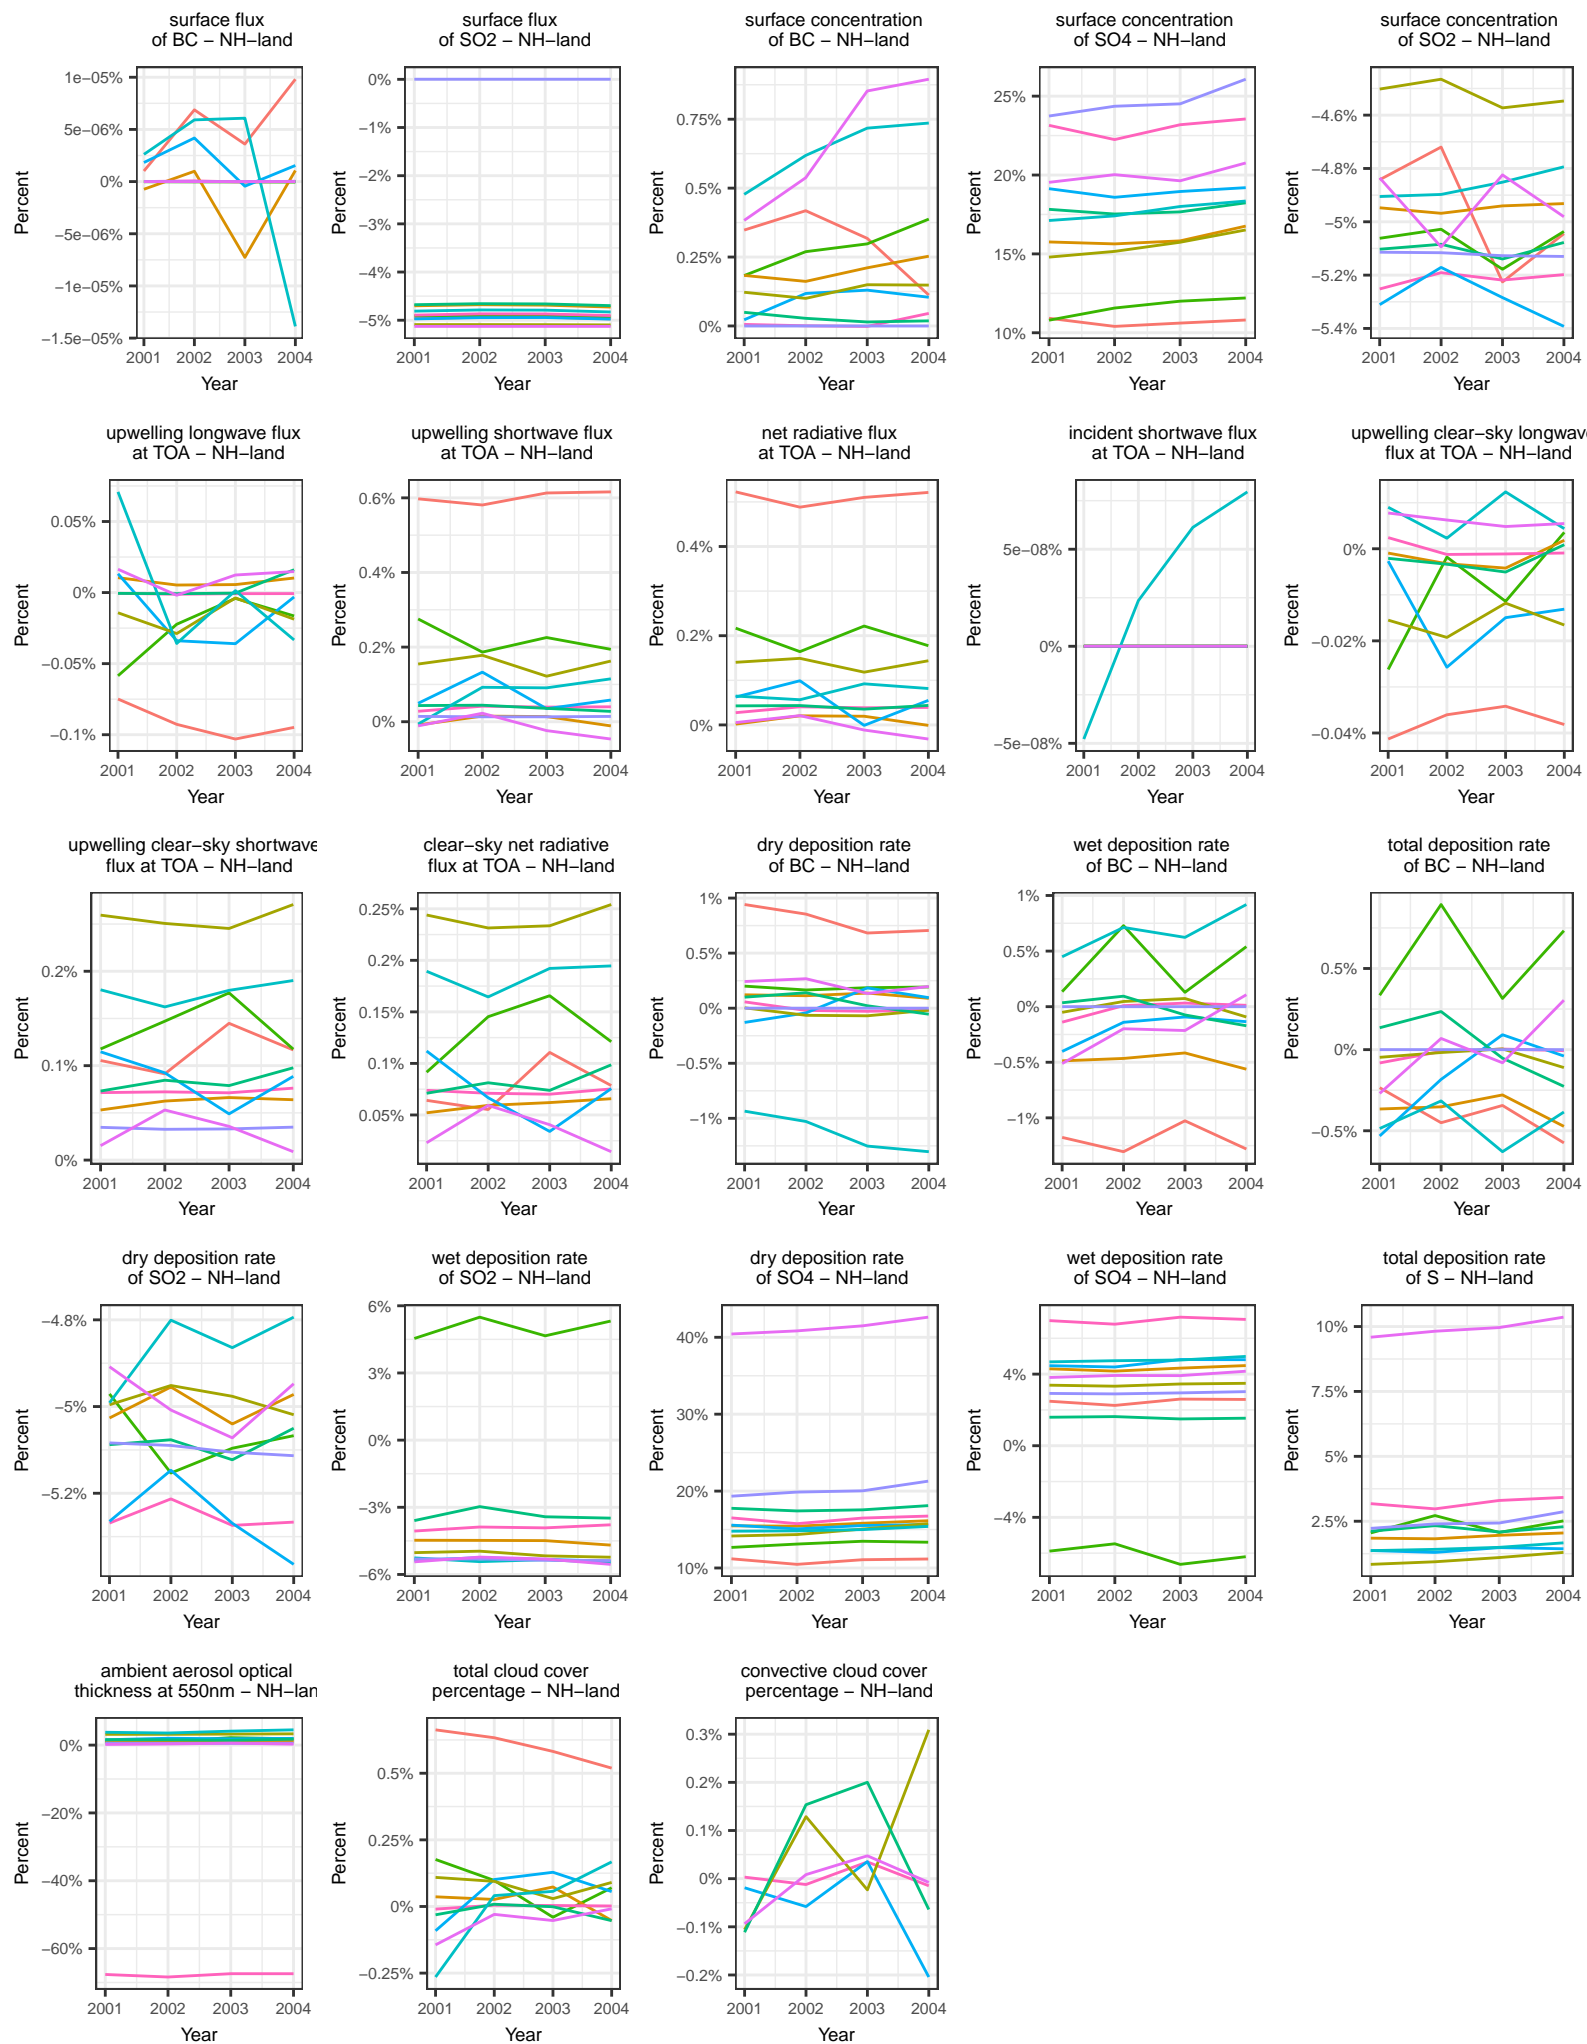 surface flux
of BC − NH−land
1e−05%
5e−06%
0%
−5e−06%
−1e−05%
−1.5e−05%
2001 2002 2003 2004
Year
Percent
surface flux
of SO2 − NH−land
0%
−1%
−2%
−3%
−4%
−5%
2001 2002 2003 2004
Year
Percent
surface concentration
of BC − NH−land
0.75%
0.5%
0.25%
0%
2001 2002 2003 2004
Year
Percent
surface concentration
of SO4 − NH−land
25%
20%
15%
10%
2001 2002 2003 2004
Year
Percent
surface concentration
of SO2 − NH−land
−4.6%
−4.8%
−5%
−5.2%
−5.4%
2001 2002 2003 2004
Year
Percent
upwelling longwave flux
at TOA − NH−land
0.05%
0%
−0.05%
−0.1%
2001 2002 2003 2004
Year
Percent
upwelling shortwave flux
at TOA − NH−land
0.6%
0.4%
0.2%
0%
2001 2002 2003 2004
Year
Percent
net radiative flux
at TOA − NH−land
0.4%
0.2%
0%
2001 2002 2003 2004
Year
Percent
incident shortwave flux
at TOA − NH−land
5e−08%
0%
−5e−08%
2001 2002 2003 2004
Year
Percent
upwelling clear−sky longwav
flux at TOA − NH−land
0%
−0.02%
−0.04%
2001 2002 2003 2004
Year
Percent
upwelling clear−sky shortwave
flux at TOA − NH−land
0.2%
0.1%
0%
2001 2002 2003 2004
Year
Percent
clear−sky net radiative
flux at TOA − NH−land
0.25%
0.2%
0.15%
0.1%
0.05%
2001 2002 2003 2004
Year
Percent
dry deposition rate
of BC − NH−land
1%
0.5%
0%
−0.5%
−1%
2001 2002 2003 2004
Year
Percent
wet deposition rate
of BC − NH−land
1%
0.5%
0%
−0.5%
−1%
2001 2002 2003 2004
Year
Percent
total deposition rate
of BC − NH−land
0.5%
0%
−0.5%
2001 2002 2003 2004
Year
Percent
dry deposition rate
of SO2 − NH−land
−4.8%
−5%
−5.2%
2001 2002 2003 2004
Year
Percent
wet deposition rate
of SO2 − NH−land
6%
3%
0%
−3%
−6%
2001 2002 2003 2004
Year
Percent
dry deposition rate
of SO4 − NH−land
40%
30%
20%
10%
2001 2002 2003 2004
Year
Percent
wet deposition rate
of SO4 − NH−land
4%
0%
−4%
2001 2002 2003 2004
Year
Percent
total deposition rate
of S − NH−land
10%
7.5%
5%
2.5%
2001 2002 2003 2004
Year
Percent
ambient aerosol optical
thickness at 550nm − NH−lan
0%
−20%
−40%
−60%
2001 2002 2003 2004
Year
Percent
total cloud cover
percentage − NH−land
0.5%
0.25%
0%
−0.25%
2001 2002 2003 2004
Year
Percent
convective cloud cover
percentage − NH−land
0.3%
0.2%
0.1%
0%
−0.1%
−0.2%
2001 2002 2003 2004
Year
Percent